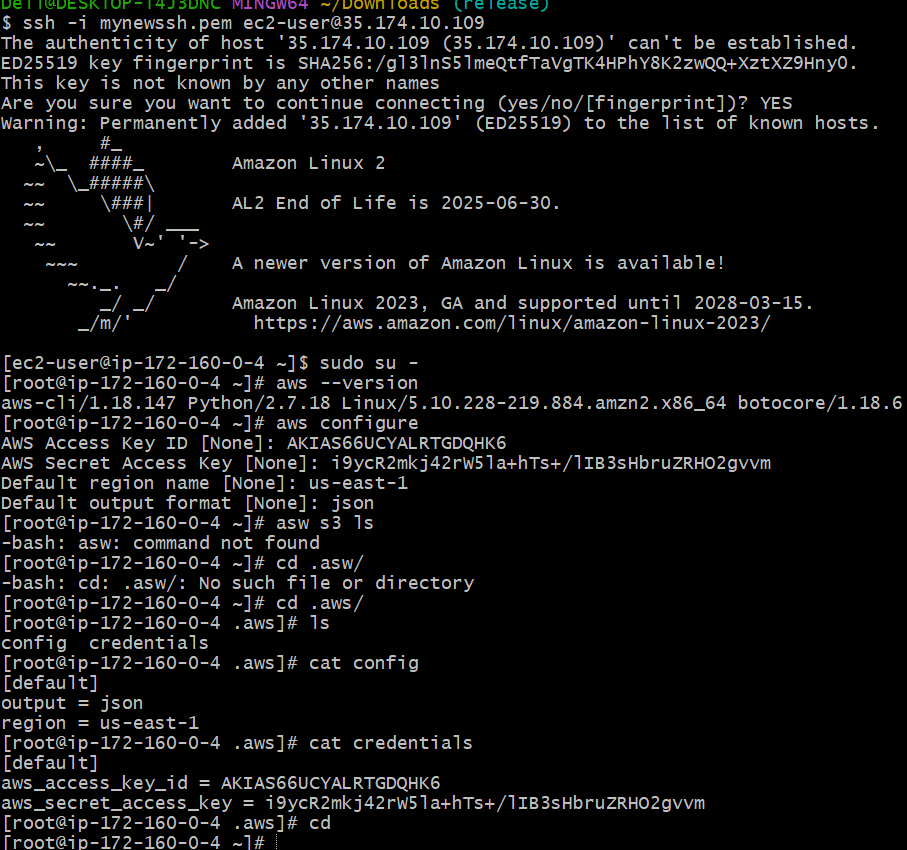 MINGW64 ~/Downloads (release)
$ ssh -i mynewssh.pem ec2-user@35.174.10.109
The authenticity of host '35.174.10.109 (35.174.10.109)' can't be established.
ED25519 key fingerprint is SHA256:/gl3lnS5lmeQtfTaVgTK4HPhY8K2zwQQ+XztXZ9Hny0.
This key is not known by any other names
Are you sure you want to continue connecting (yes/no/[fingerprint])? YES
Warning: Permanently added '35.174.10.109' (ED25519) to the list of known hosts.
   ,     #_
   ~\_  ####_        Amazon Linux 2
  ~~  \_#####\
  ~~     \###|       AL2 End of Life is 2025-06-30.
  ~~       \#/ ___
   ~~       V~' '->
    ~~~         /    A newer version of Amazon Linux is available!
      ~~._.   _/
         _/ _/       Amazon Linux 2023, GA and supported until 2028-03-15.
       _/m/'           https://aws.amazon.com/linux/amazon-linux-2023/
[ec2-user@ip-172-160-0-4 ~]$ sudo su -
[root@ip-172-160-0-4 ~]# aws --version
aws-cli/1.18.147 Python/2.7.18 Linux/5.10.228-219.884.amzn2.x86_64 botocore/1.18.6
[root@ip-172-160-0-4 ~]# aws configure
AWS Access Key ID [None]: AKIAS66UCYALRTGDQHK6
AWS Secret Access Key [None]: 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
Default region name [None]: us-east-1
Default output format [None]: json
[root@ip-172-160-0-4 ~]# asw s3 ls
-bash: asw: command not found
[root@ip-172-160-0-4 ~]# cd .asw/
-bash: cd: .asw/: No such file or directory
[root@ip-172-160-0-4 ~]# cd .aws/
[root@ip-172-160-0-4 .aws]# ls
config  credentials
[root@ip-172-160-0-4 .aws]# cat config
[default]
output = json
region = us-east-1
[root@ip-172-160-0-4 .aws]# cat credentials
[default]
aws_access_key_id = AKIAS66UCYALRTGDQHK6
aws_secret_access_key = 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
[root@ip-172-160-0-4 .aws]# cd
[root@ip-172-160-0-4 ~]#